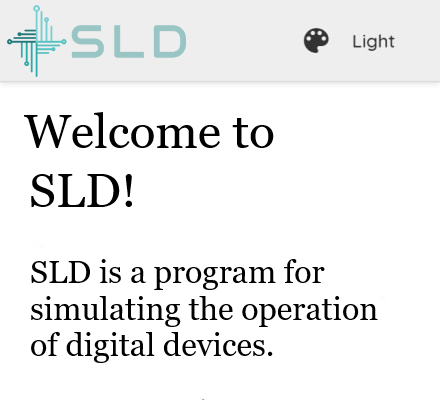 SLD
Light
Welcome to
SLD!
SLD is a program for
simulating the operation
of digital devices.